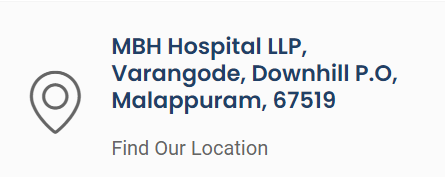 MBH Hospital LLP,
Varangode, Downhill P.O,
Malappuram, 67519
Find Our Location